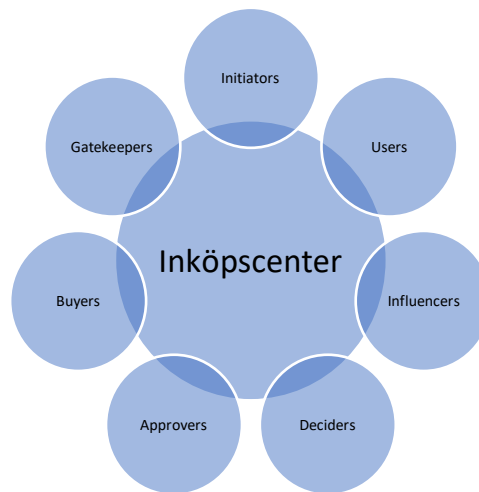 Initiators
Gatekeepers
Users
Inköpscenter
Buyers
Influencers
Approvers
Deciders